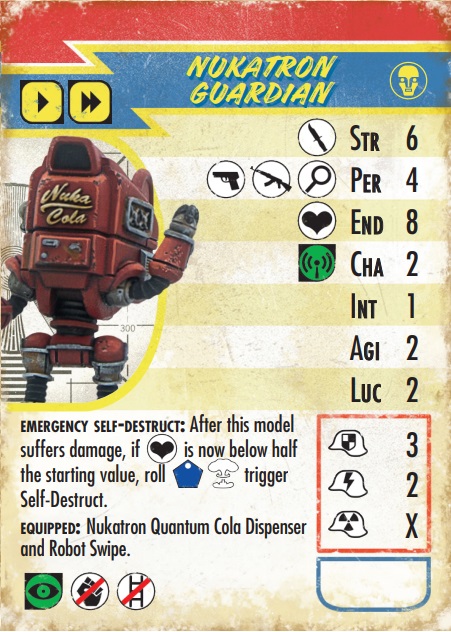 NUKATRON
GUARDIAN
STR 6
PER 4
END 8
CHA 2
INT 1
AGI 2
LUC 2
Nuka
Cola
300
EMERGENCY SELF-DESTRUCT: After this model
suffers damage, if is now below half
the starting value, roll trigger
Self-Destruct.
EQUIPPED: Nukatron Quantum Cola Dispenser
and Robot Swipe.
3
2
X